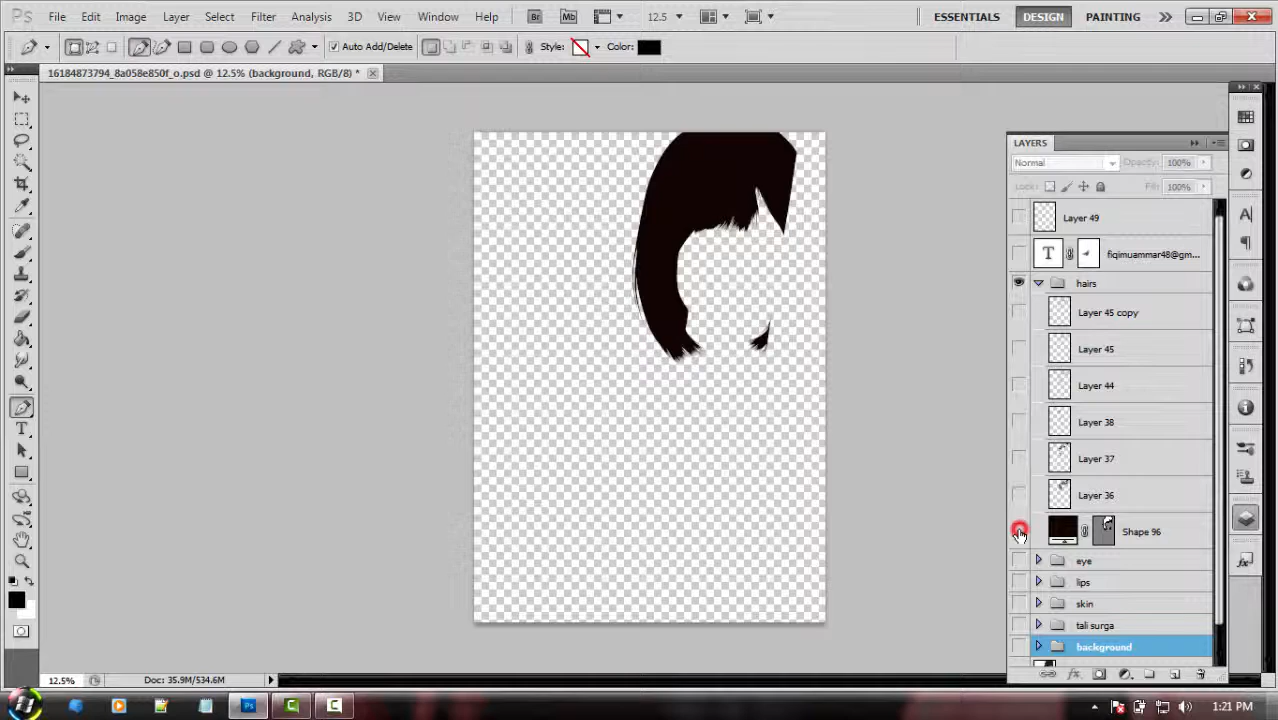 Ps File Edit Image Layer Select Filter Analysis 3D View Window Help Br Mb 12.5 ESSENTIALS DESIGN PAINTING
Auto Add/Delete Style: Color:
16184873794_8a058e850f_o.psd @ 12.5% (background, RGB/8) *
LAYERS
Normal Opacity: 100%
Lock: Fill: 100%
Layer 49
T fiqimuammar48@gm...
hairs
Layer 45 copy
Layer 45
Layer 44
Layer 38
Layer 37
Layer 36
Shape 96
eye
lips
skin
tali surga
background
12.5% Doc: 35.9M/534.6M
Ps 1:21 PM